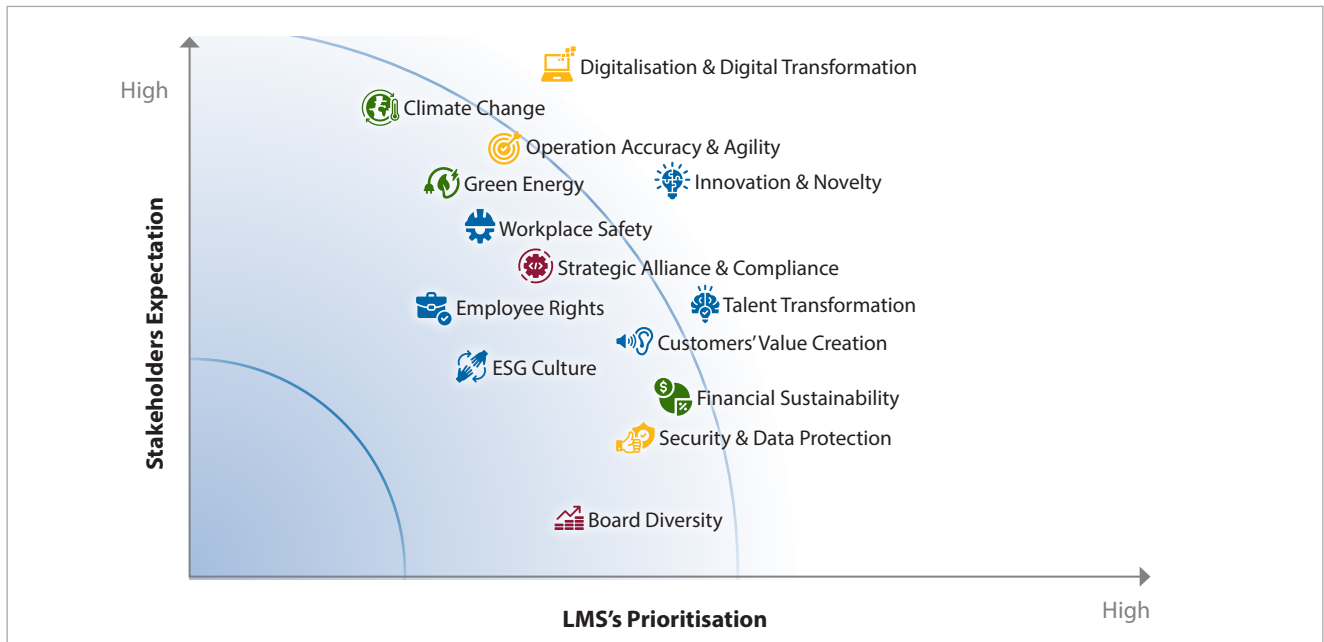 High
Stakeholders Expectation
Digitalisation & Digital Transformation
Climate Change
Operation Accuracy & Agility
Green Energy
Innovation & Novelty
Workplace Safety
Strategic Alliance & Compliance
Employee Rights
Talent Transformation
Customers' Value Creation
ESG Culture
Financial Sustainability
Security & Data Protection
Board Diversity
LMS's Prioritisation
High